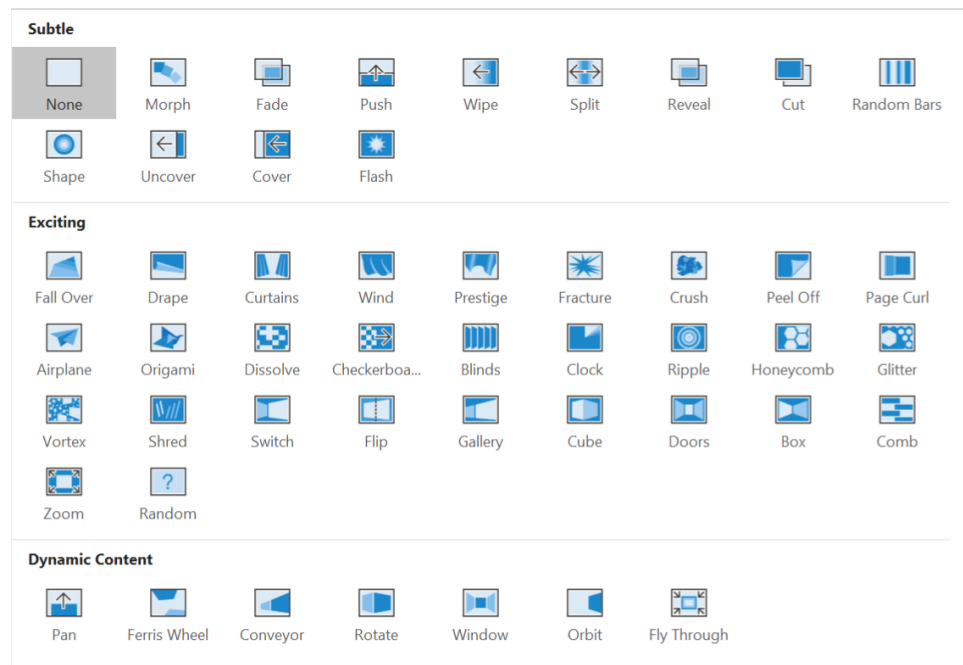 Subtle
None Morph Fade Push Wipe Split Reveal Cut Random Bars
Shape Uncover Cover Flash
Exciting
Fall Over Drape Curtains Wind Prestige Fracture Crush Peel Off Page Curl
Airplane Origami Dissolve Checkerboa... Blinds Clock Ripple Honeycomb Glitter
Vortex Shred Switch Flip Gallery Cube Doors Box Comb
?
Zoom Random
Dynamic Content
Pan Ferris Wheel Conveyor Rotate Window Orbit Fly Through